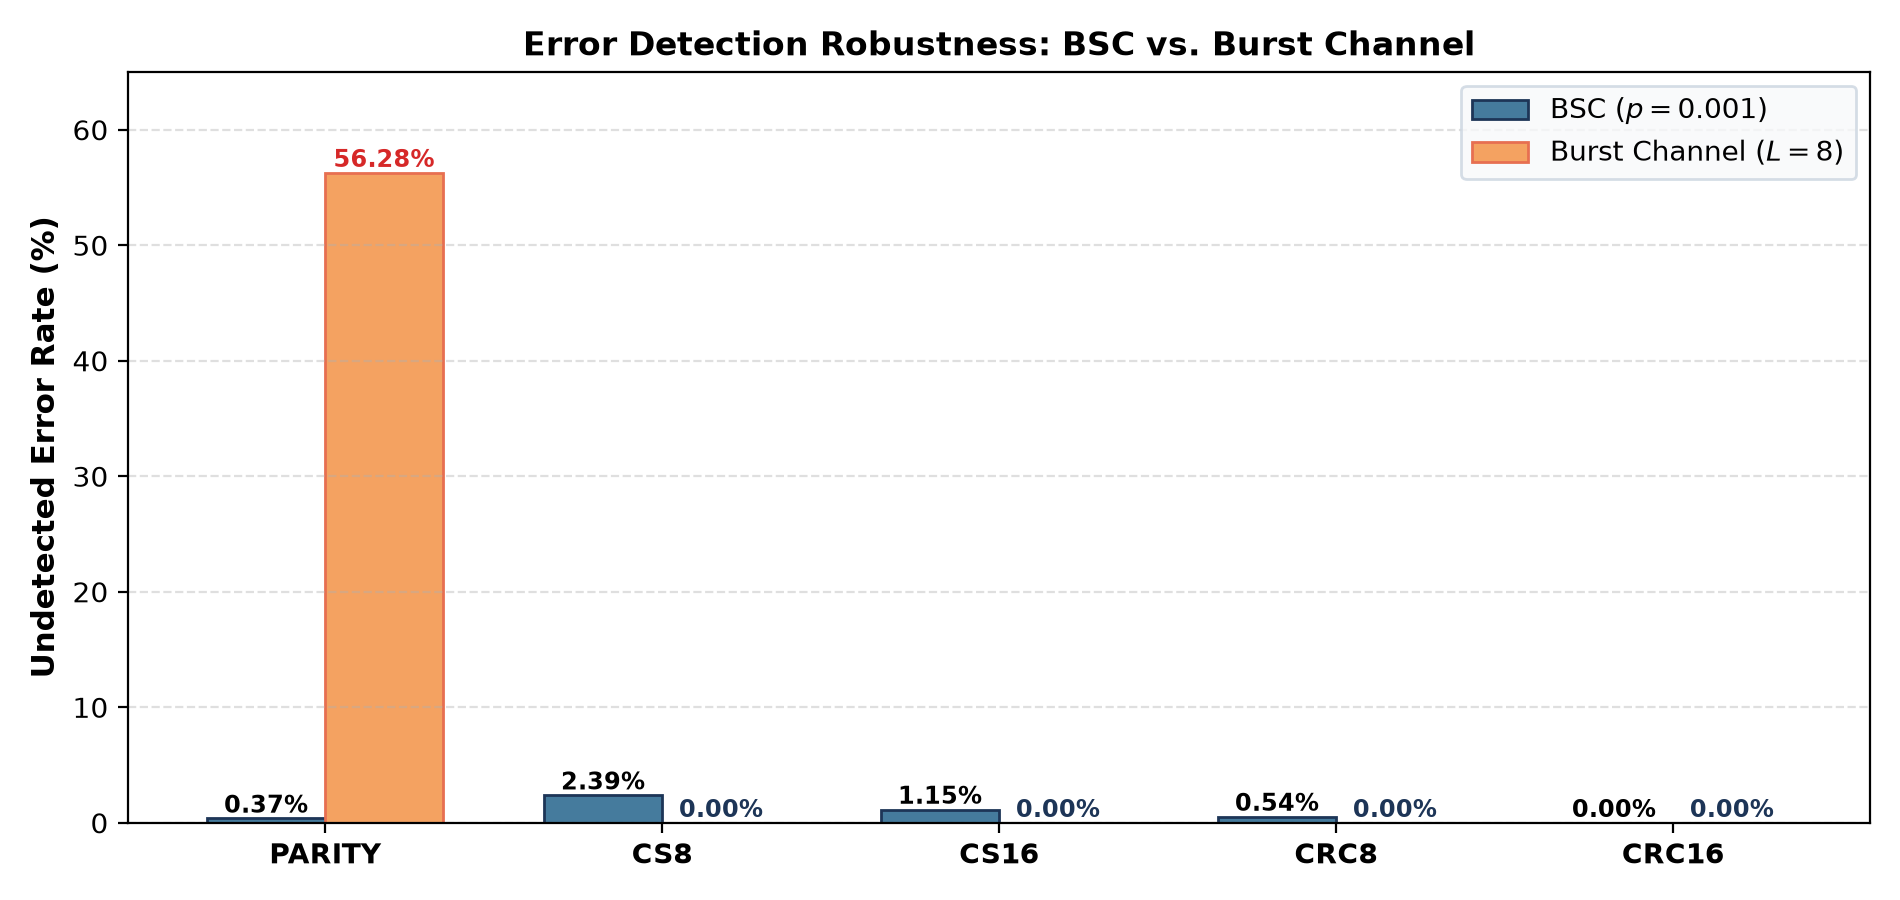 Error Detection Robustness: BSC vs. Burst Channel
BSC (p = 0.001)
Burst Channel (L = 8)
Undetected Error Rate (%)
60
50
40
30
20
10
0
56.28%
0.37%
2.39%
0.00%
1.15%
0.00%
0.54%
0.00%
0.00%
0.00%
PARITY
CS8
CS16
CRC8
CRC16